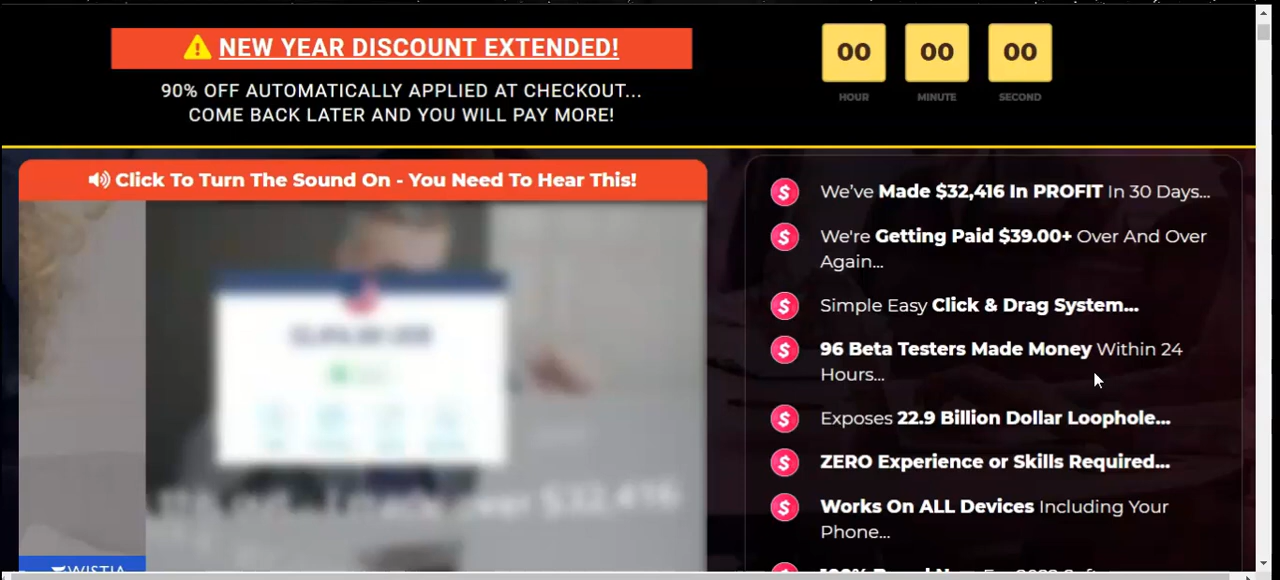 NEW YEAR DISCOUNT EXTENDED!
90% OFF AUTOMATICALLY APPLIED AT CHECKOUT...
COME BACK LATER AND YOU WILL PAY MORE!
00 00 00
HOUR MINUTE SECOND
Click To Turn The Sound On - You Need To Hear This!
We've Made $32,416 In PROFIT In 30 Days...
We're Getting Paid $39.00+ Over And Over
Again...
Simple Easy Click & Drag System...
96 Beta Testers Made Money Within 24
Hours...
Exposes 22.9 Billion Dollar Loophole...
ZERO Experience or Skills Required...
Works On ALL Devices Including Your
Phone...
$32,416
WISTIA